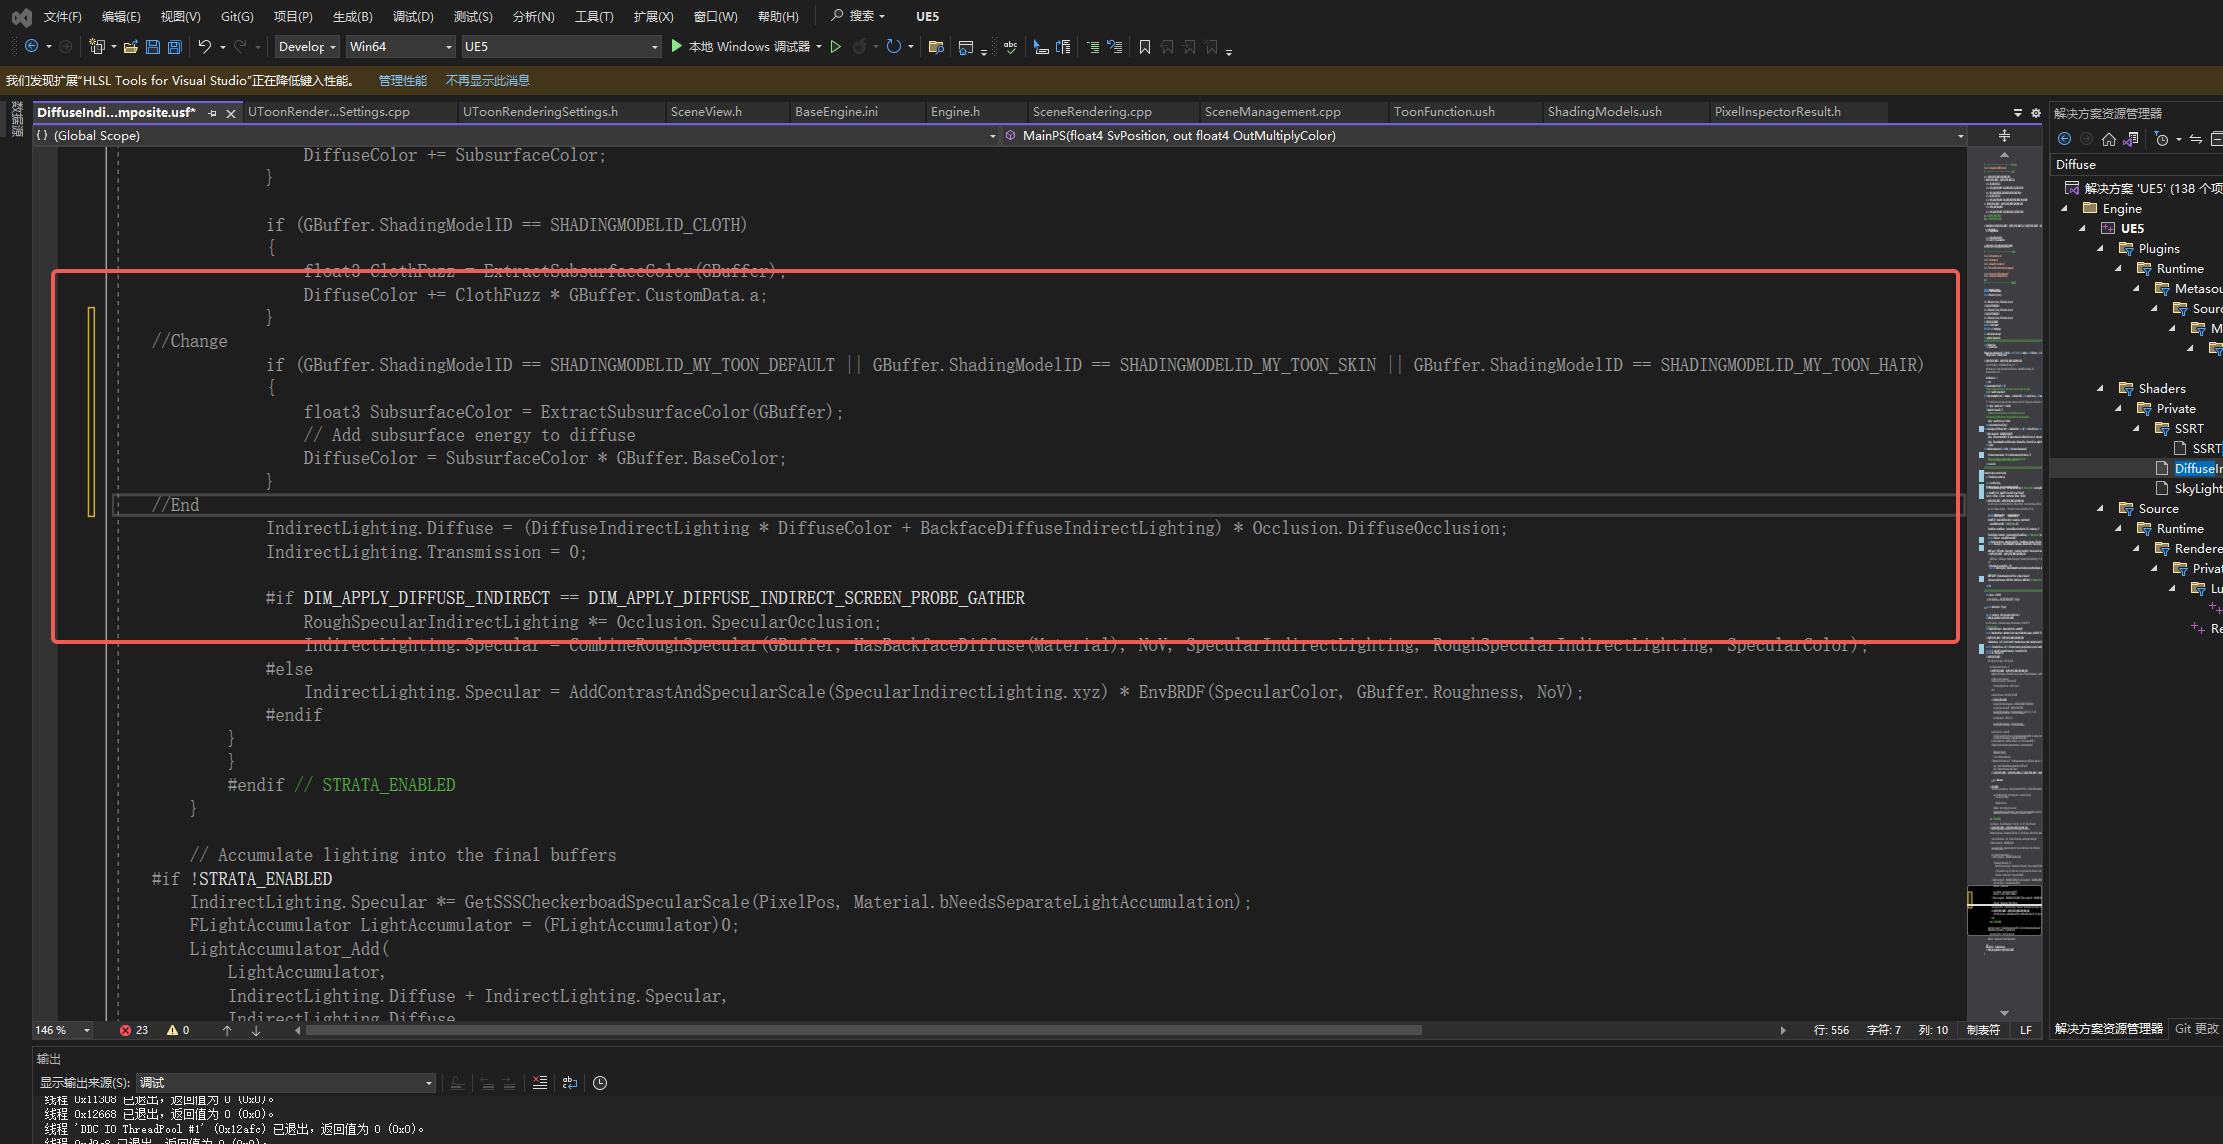 文件(F) 编辑(E) 视图(V) Git(G) 项目(P) 生成(B) 调试(D) 测试(S) 分析(N) 工具(T) 扩展(X) 窗口(W) 帮助(H) 搜索 UE5
Develop Win64 UE5 本地 Windows 调试器
我们发现扩展"HLSL Tools for Visual Studio"正在降低键入性能。 管理性能 不再显示此消息
数据源
DiffuseIndi...mposite.usf* UToonRender...Settings.cpp UToonRenderingSettings.h SceneView.h BaseEngine.ini Engine.h SceneRendering.cpp SceneManagement.cpp ToonFunction.ush ShadingModels.ush PixelInspectorResult.h
(Global Scope) MainPS(float4 SvPosition, out float4 OutMultiplyColor)
DiffuseColor += SubsurfaceColor;
}
if (GBuffer.ShadingModelID == SHADINGMODELID_CLOTH)
{
float3 ClothFuzz = ExtractSubsurfaceColor(GBuffer);
DiffuseColor += ClothFuzz * GBuffer.CustomData.a;
}
//Change
if (GBuffer.ShadingModelID == SHADINGMODELID_MY_TOON_DEFAULT || GBuffer.ShadingModelID == SHADINGMODELID_MY_TOON_SKIN || GBuffer.ShadingModelID == SHADINGMODELID_MY_TOON_HAIR)
{
float3 SubsurfaceColor = ExtractSubsurfaceColor(GBuffer);
// Add subsurface energy to diffuse
DiffuseColor = SubsurfaceColor * GBuffer.BaseColor;
}
//End
IndirectLighting.Diffuse = (DiffuseIndirectLighting * DiffuseColor + BackfaceDiffuseIndirectLighting) * Occlusion.DiffuseOcclusion;
IndirectLighting.Transmission = 0;
#if DIM_APPLY_DIFFUSE_INDIRECT == DIM_APPLY_DIFFUSE_INDIRECT_SCREEN_PROBE_GATHER
RoughSpecularIndirectLighting *= Occlusion.SpecularOcclusion;
IndirectLighting.Specular = CombineRoughSpecular(GBuffer, HasBackfaceDiffuse(Material), NoV, SpecularIndirectLighting, RoughSpecularIndirectLighting, SpecularColor);
#else
IndirectLighting.Specular = AddContrastAndSpecularScale(SpecularIndirectLighting.xyz) * EnvBRDF(SpecularColor, GBuffer.Roughness, NoV);
#endif
}
}
#endif // STRATA_ENABLED
}
// Accumulate lighting into the final buffers
#if !STRATA_ENABLED
IndirectLighting.Specular *= GetSSSCheckerboadSpecularScale(PixelPos, Material.bNeedsSeparateLightAccumulation);
FLightAccumulator LightAccumulator = (FLightAccumulator)0;
LightAccumulator_Add(
LightAccumulator,
IndirectLighting.Diffuse + IndirectLighting.Specular,
IndirectLighting.Diffuse,
146 % 23 0 行: 556 字符: 7 列: 10 制表符 LF
解决方案资源管理器
Diffuse
解决方案 'UE5' (138 个项
Engine
UE5
Plugins
Runtime
Metasou
Sourc
M
Shaders
Private
SSRT
SSRT
DiffuseIn
SkyLight
Source
Runtime
Rendere
Privat
Lu
Re
解决方案资源管理器 Git 更改
输出
显示输出来源(S): 调试
线程 0x11308 已退出，返回值为 0 (0x0)。
线程 0x12668 已退出，返回值为 0 (0x0)。
线程 'DDC IO ThreadPool #1' (0x12afc) 已退出，返回值为 0 (0x0)。